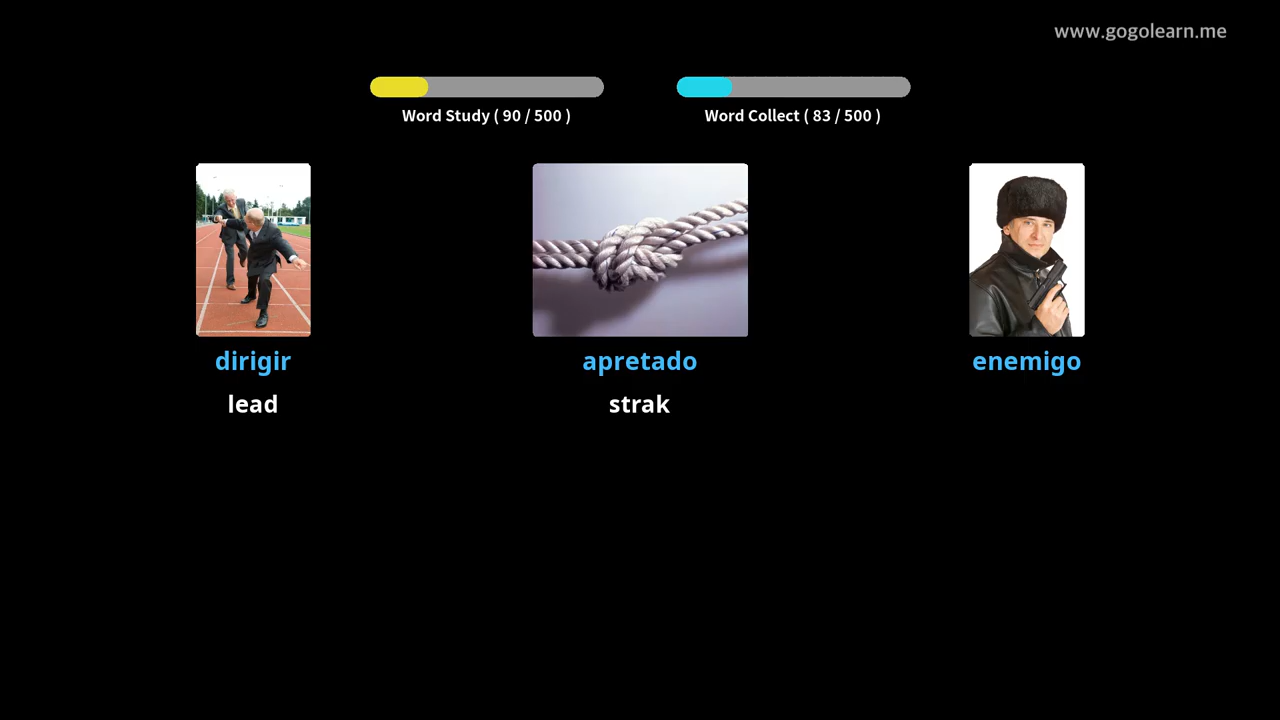 www.gogolearn.me
Word Study ( 90 / 500 )
Word Collect ( 83 / 500 )
dirigir
apretado
enemigo
lead
strak